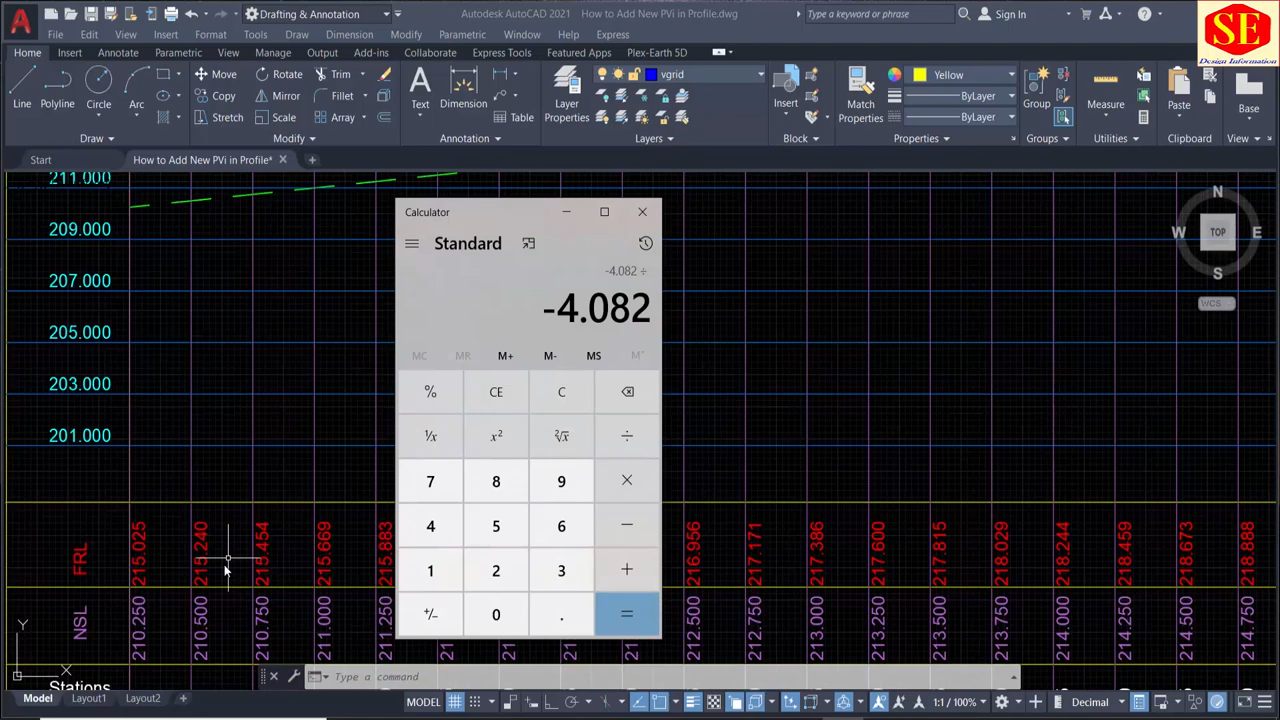 Drafting & Annotation
Autodesk AutoCAD 2021 How to Add New PVi in Profile.dwg
Type a keyword or phrase
Sign In
SE
Design Information
File Edit View Insert Format Tools Draw Dimension Modify Parametric Window Help Express
Home Insert Annotate Parametric View Manage Output Add-ins Collaborate Express Tools Featured Apps Plex-Earth 5D
Line Polyline Circle Arc
Move Rotate Trim
Copy Mirror Fillet
Stretch Scale Array
Text Dimension Table
Layer Properties
vgrid
Insert
Match Properties
Yellow
ByLayer
ByLayer
Group
Measure
Paste
Base
Draw Modify Annotation Layers Block Properties Groups Utilities Clipboard View
Start How to Add New PVi in Profile*
211.000
209.000
207.000
205.000
203.000
201.000
N
W TOP E
S
WCS
Calculator
Standard
-4.082 ÷
-4.082
MC MR M+ M- MS M˅
% CE C
¹/x x² ²√x ÷
7 8 9 ×
4 5 6 −
1 2 3 +
+/− 0 . =
FRL 215.025 215.240 215.454 215.669 215.883 216.956 217.171 217.386 217.600 217.815 218.029 218.244 218.459 218.673 218.888
NSL 210.250 210.500 210.750 211.000 211.250 212.500 212.750 213.000 213.250 213.500 213.750 214.000 214.250 214.500 214.750
Y
X
Stations
Type a command
Model Layout1 Layout2
MODEL 1:1 / 100% Decimal